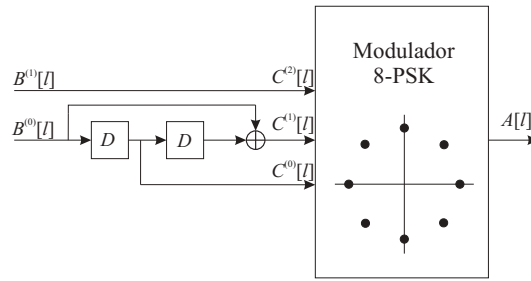 Modulador
8-PSK
B⁽¹⁾[l]
C⁽²⁾[l]
B⁽⁰⁾[l]
D
D
C⁽¹⁾[l]
A[l]
C⁽⁰⁾[l]